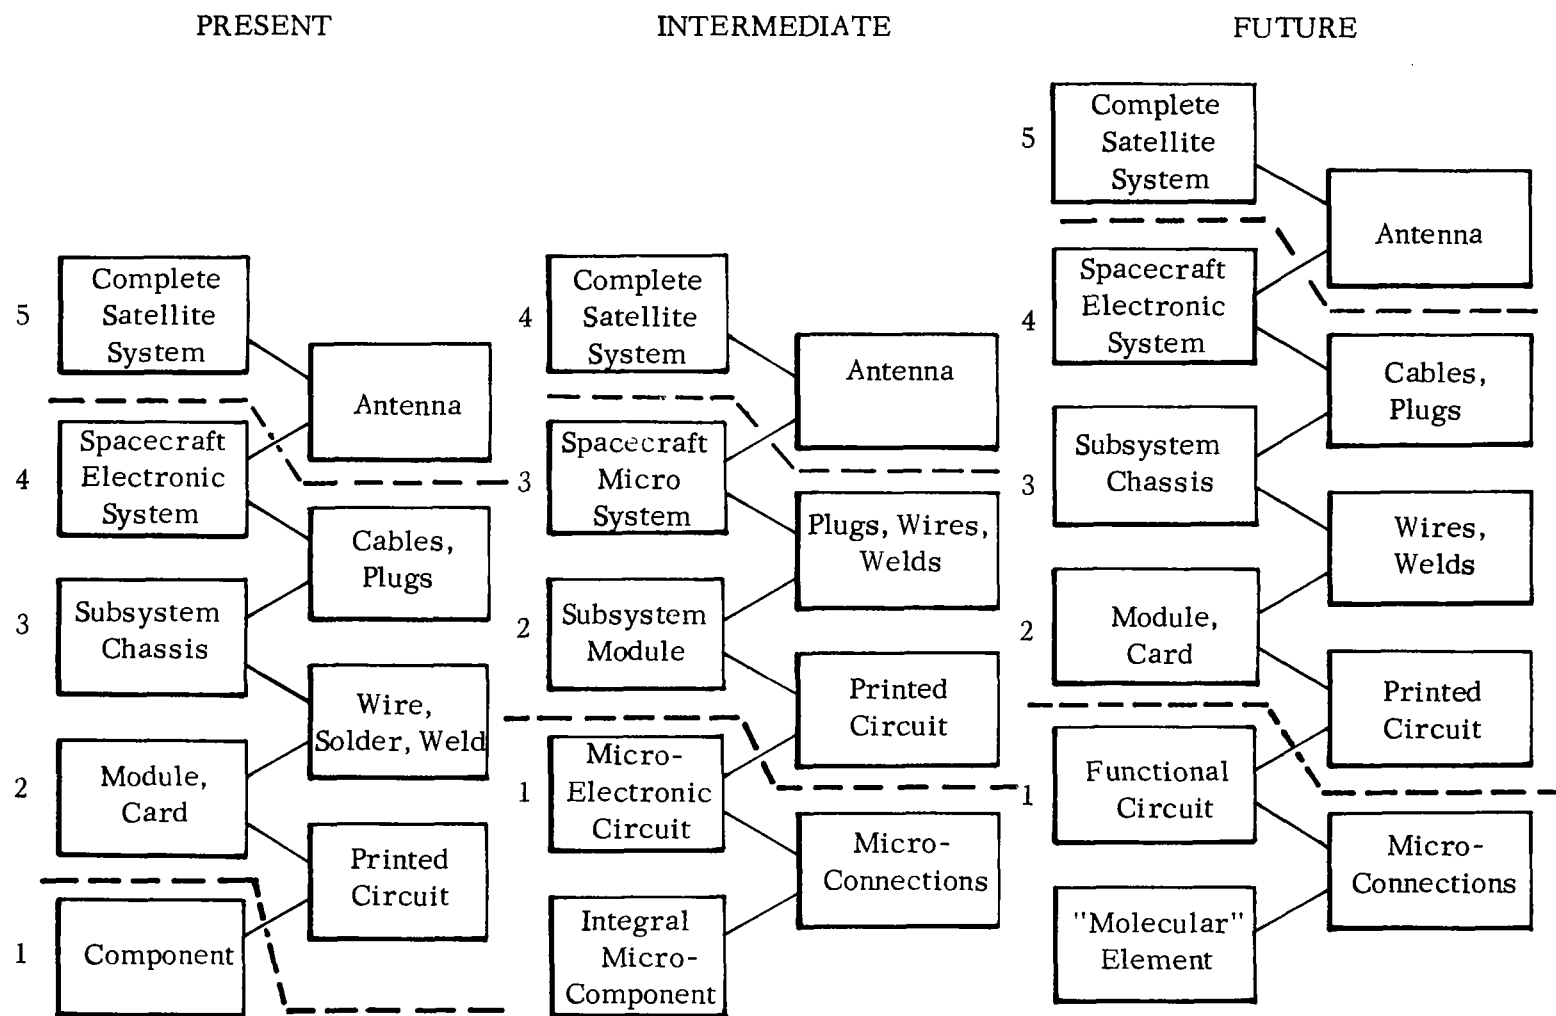 PRESENT
5
Complete
Satellite
System
Antenna
4
Spacecraft
Electronic
System
Cables,
Plugs
3
Subsystem
Chassis
Wire,
Solder, Weld
2
Module,
Card
Printed
Circuit
1
Component
INTERMEDIATE
4
Complete
Satellite
System
Antenna
3
Spacecraft
Micro
System
Plugs, Wires,
Welds
2
Subsystem
Module
Printed
Circuit
1
Micro-
Electronic
Circuit
Micro-
Connections
Integral
Micro-
Component
FUTURE
5
Complete
Satellite
System
Antenna
4
Spacecraft
Electronic
System
Cables,
Plugs
3
Subsystem
Chassis
Wires,
Welds
2
Module,
Card
Printed
Circuit
1
Functional
Circuit
Micro-
Connections
"Molecular"
Element